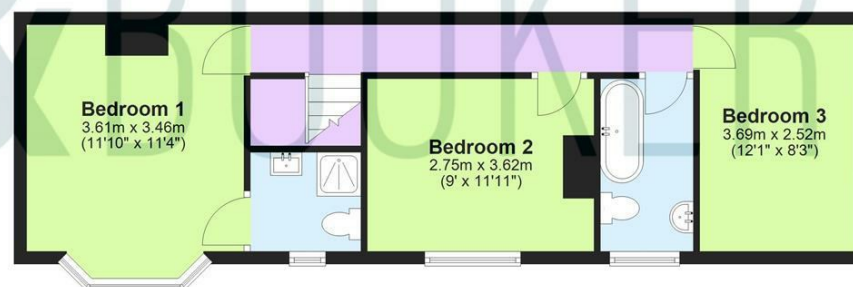 BOOKER
Bedroom 1
3.61m x 3.46m
(11'10" x 11'4")
Bedroom 2
2.75m x 3.62m
(9' x 11'11")
Bedroom 3
3.69m x 2.52m
(12'1" x 8'3")